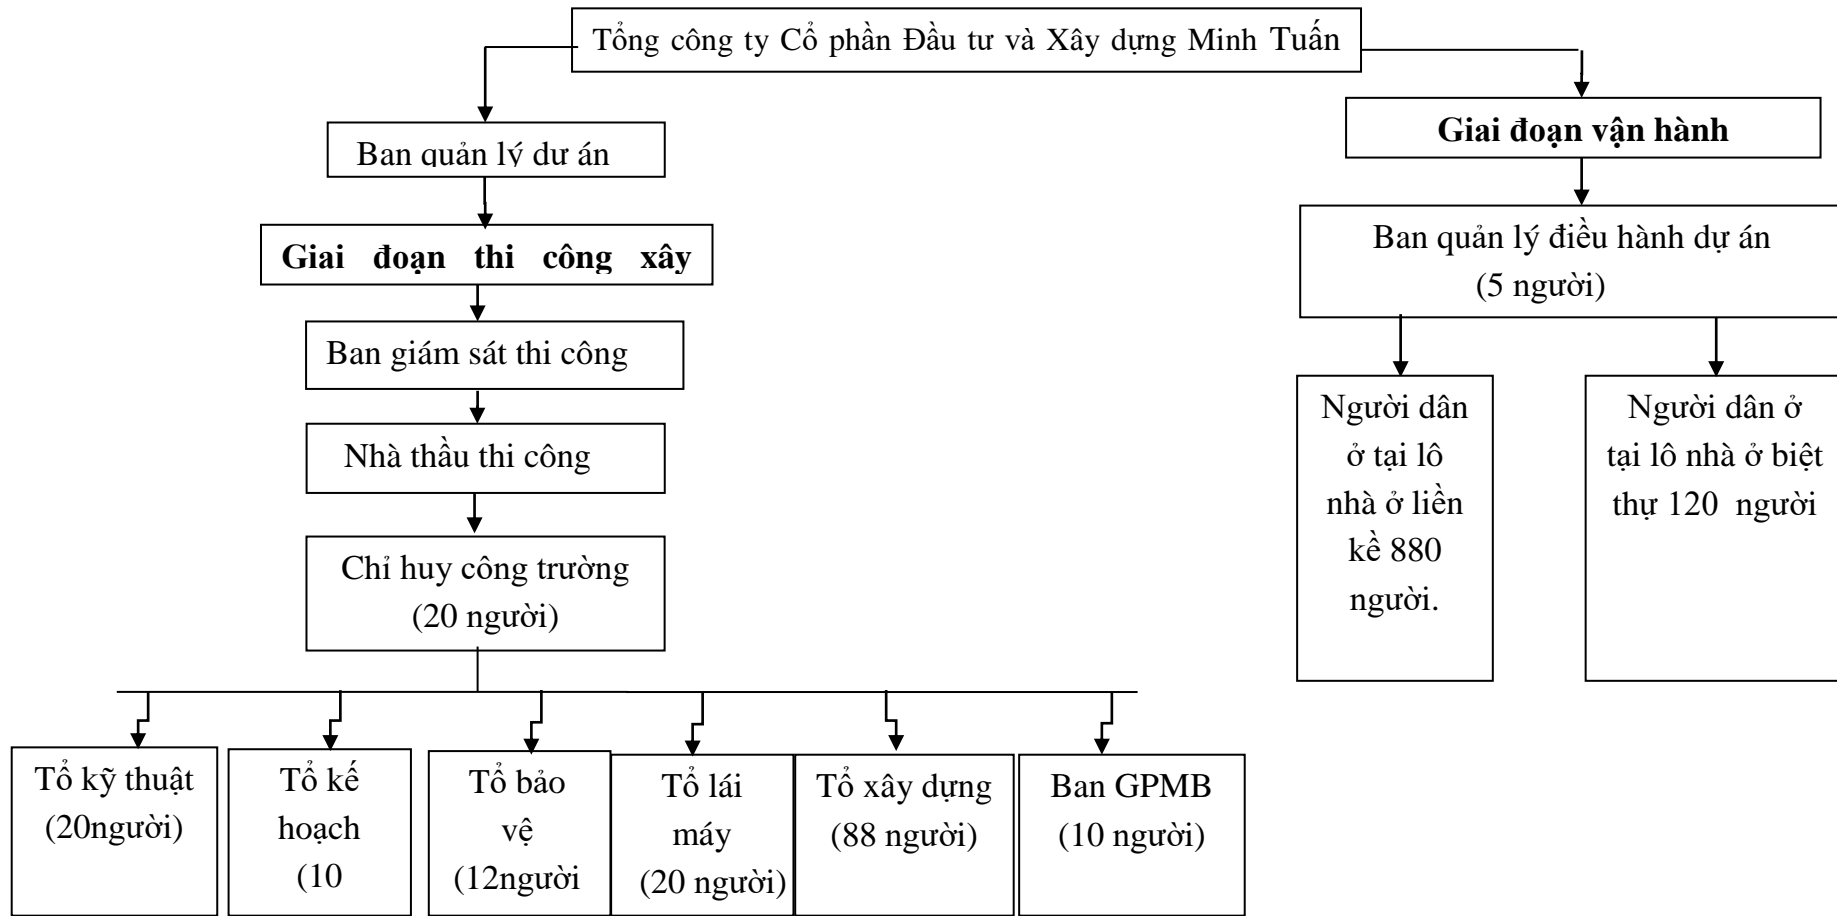 Tổng công ty Cổ phần Đầu tư và Xây dựng Minh Tuấn
Ban quản lý dự án
Giai đoạn thi công xây
Ban giám sát thi công
Nhà thầu thi công
Chỉ huy công trường
(20 người)
Tổ kỹ thuật
(20người)
Tổ kế
hoạch
(10
Tổ bảo
vệ
(12người
Tổ lái
máy
(20 người)
Tổ xây dựng
(88 người)
Ban GPMB
(10 người)
Giai đoạn vận hành
Ban quản lý điều hành dự án
(5 người)
Người dân
ở tại lô
nhà ở liền
kề 880
người.
Người dân ở
tại lô nhà ở biệt
thự 120 người